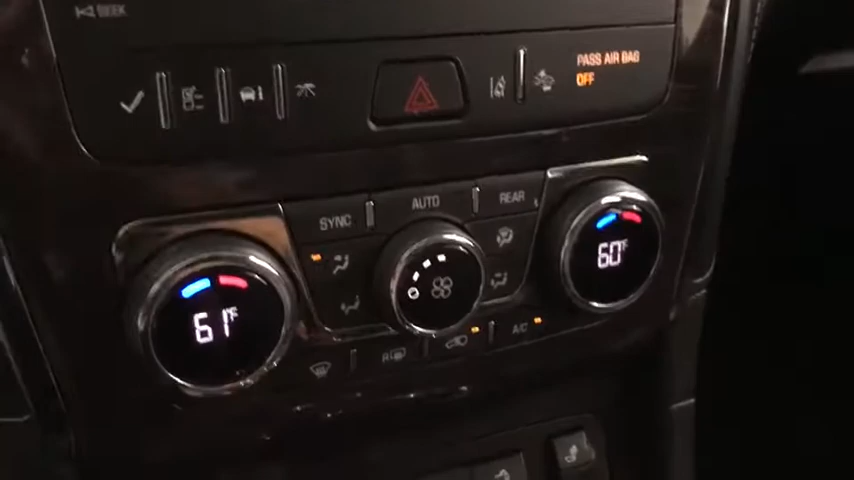 SEEK
PASS AIR BAG
OFF
SYNC
AUTO
REAR
61°F
60°F
R
A/C